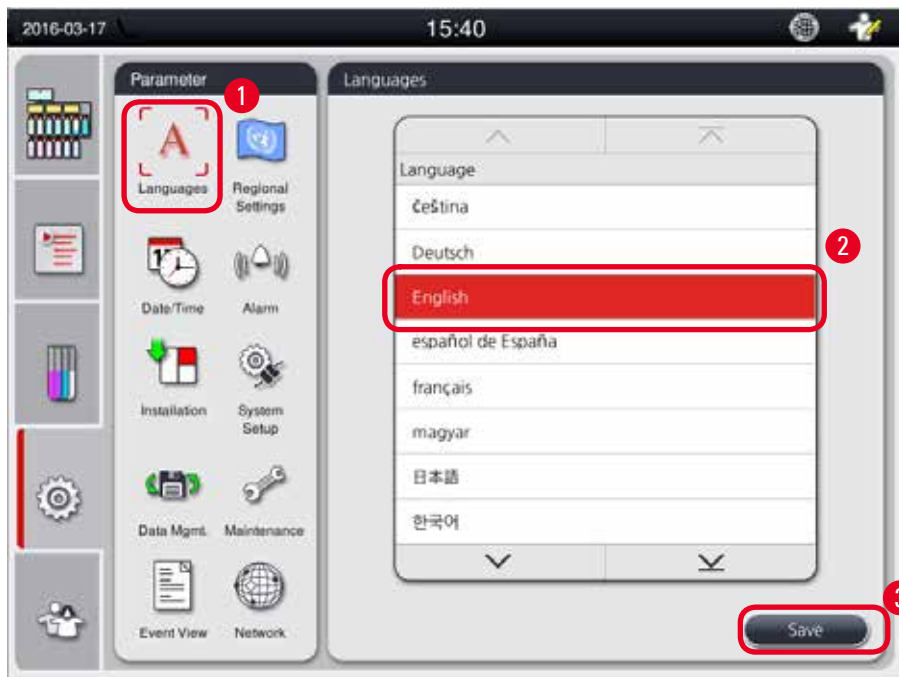 2016-03-17
15:40
Parameter
1
Languages
A
Languages
Regional
Settings
Date/Time
Alarm
Installation
System
Setup
Data Mgmt.
Maintenance
Event View
Network
Language
čeština
Deutsch
2
English
español de España
français
magyar
日本語
한국어
3
Save